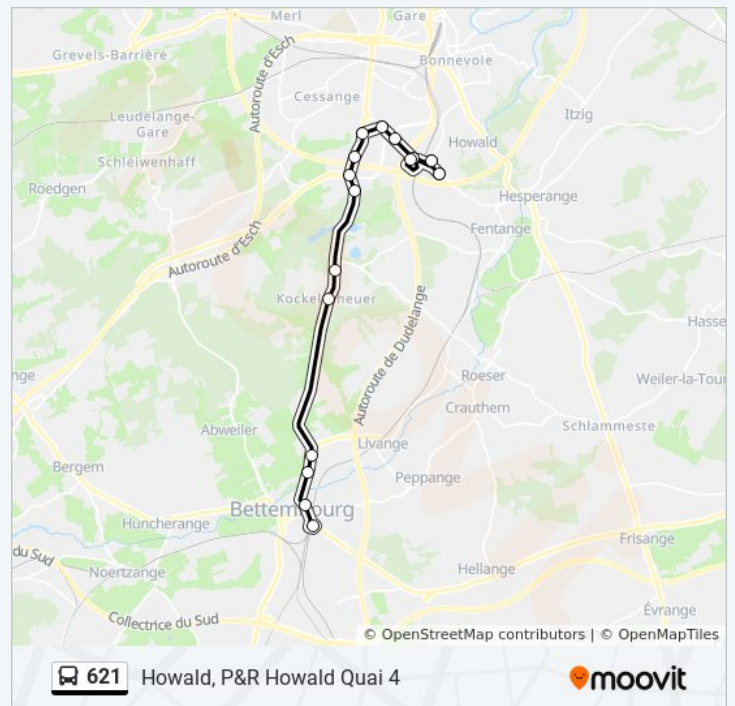 Merl
Gare
Grevels-Barrière
Bonnevoie
Autoroute d'Esch
Cessange
Leudelange-
Gare
Itzig
Howald
Schléiwenhaff
Roedgen
Hesperange
Fentange
Autoroute d'Esch
Kockelscheuer
Hasse
Autoroute de Dudelange
nge
Roeser
Weiler-la-Tour
Crauthem
Abweiler
Schlammeste
Livange
Bergem
Peppange
Bettembourg
Huncherange
Frisange
du Sud
Noertzange
Hellange
Évrange
Collectrice du Sud
© OpenStreetMap contributors | © OpenMapTiles
621 Howald, P&R Howald Quai 4
moovit